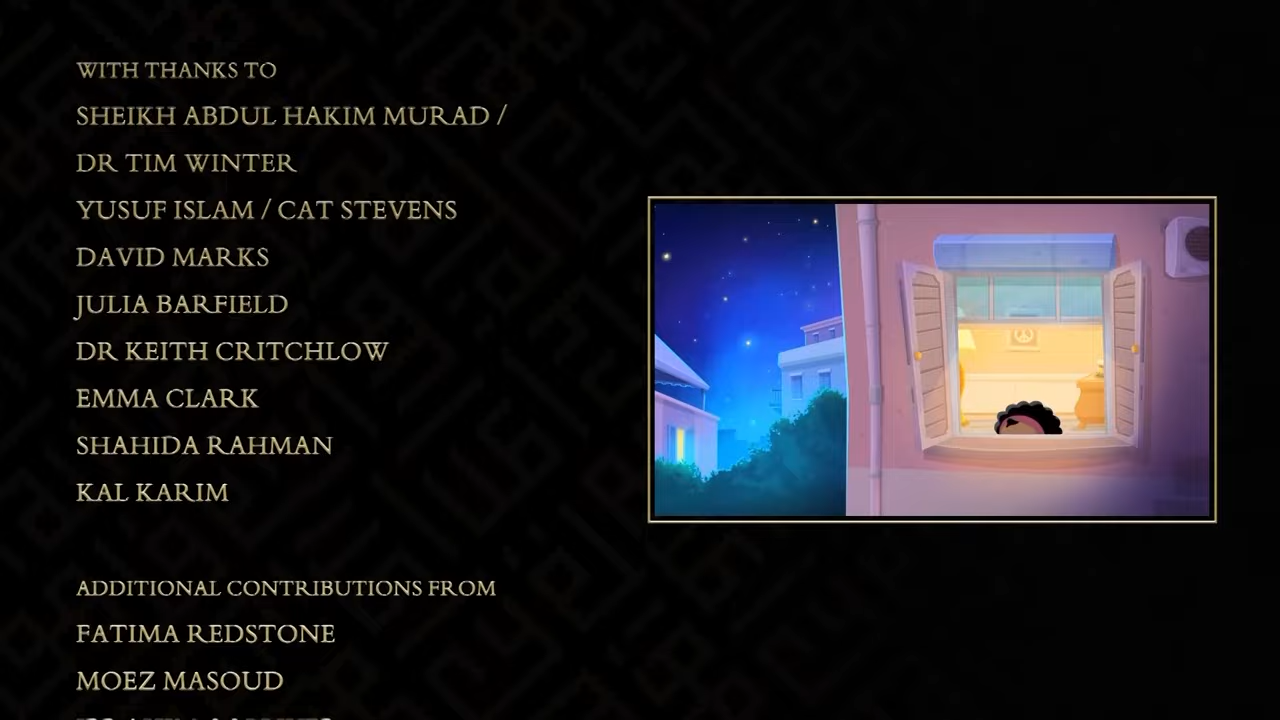 WITH THANKS TO
SHEIKH ABDUL HAKIM MURAD /
DR TIM WINTER
YUSUF ISLAM / CAT STEVENS
DAVID MARKS
JULIA BARFIELD
DR KEITH CRITCHLOW
EMMA CLARK
SHAHIDA RAHMAN
KAL KARIM
ADDITIONAL CONTRIBUTIONS FROM
FATIMA REDSTONE
MOEZ MASOUD